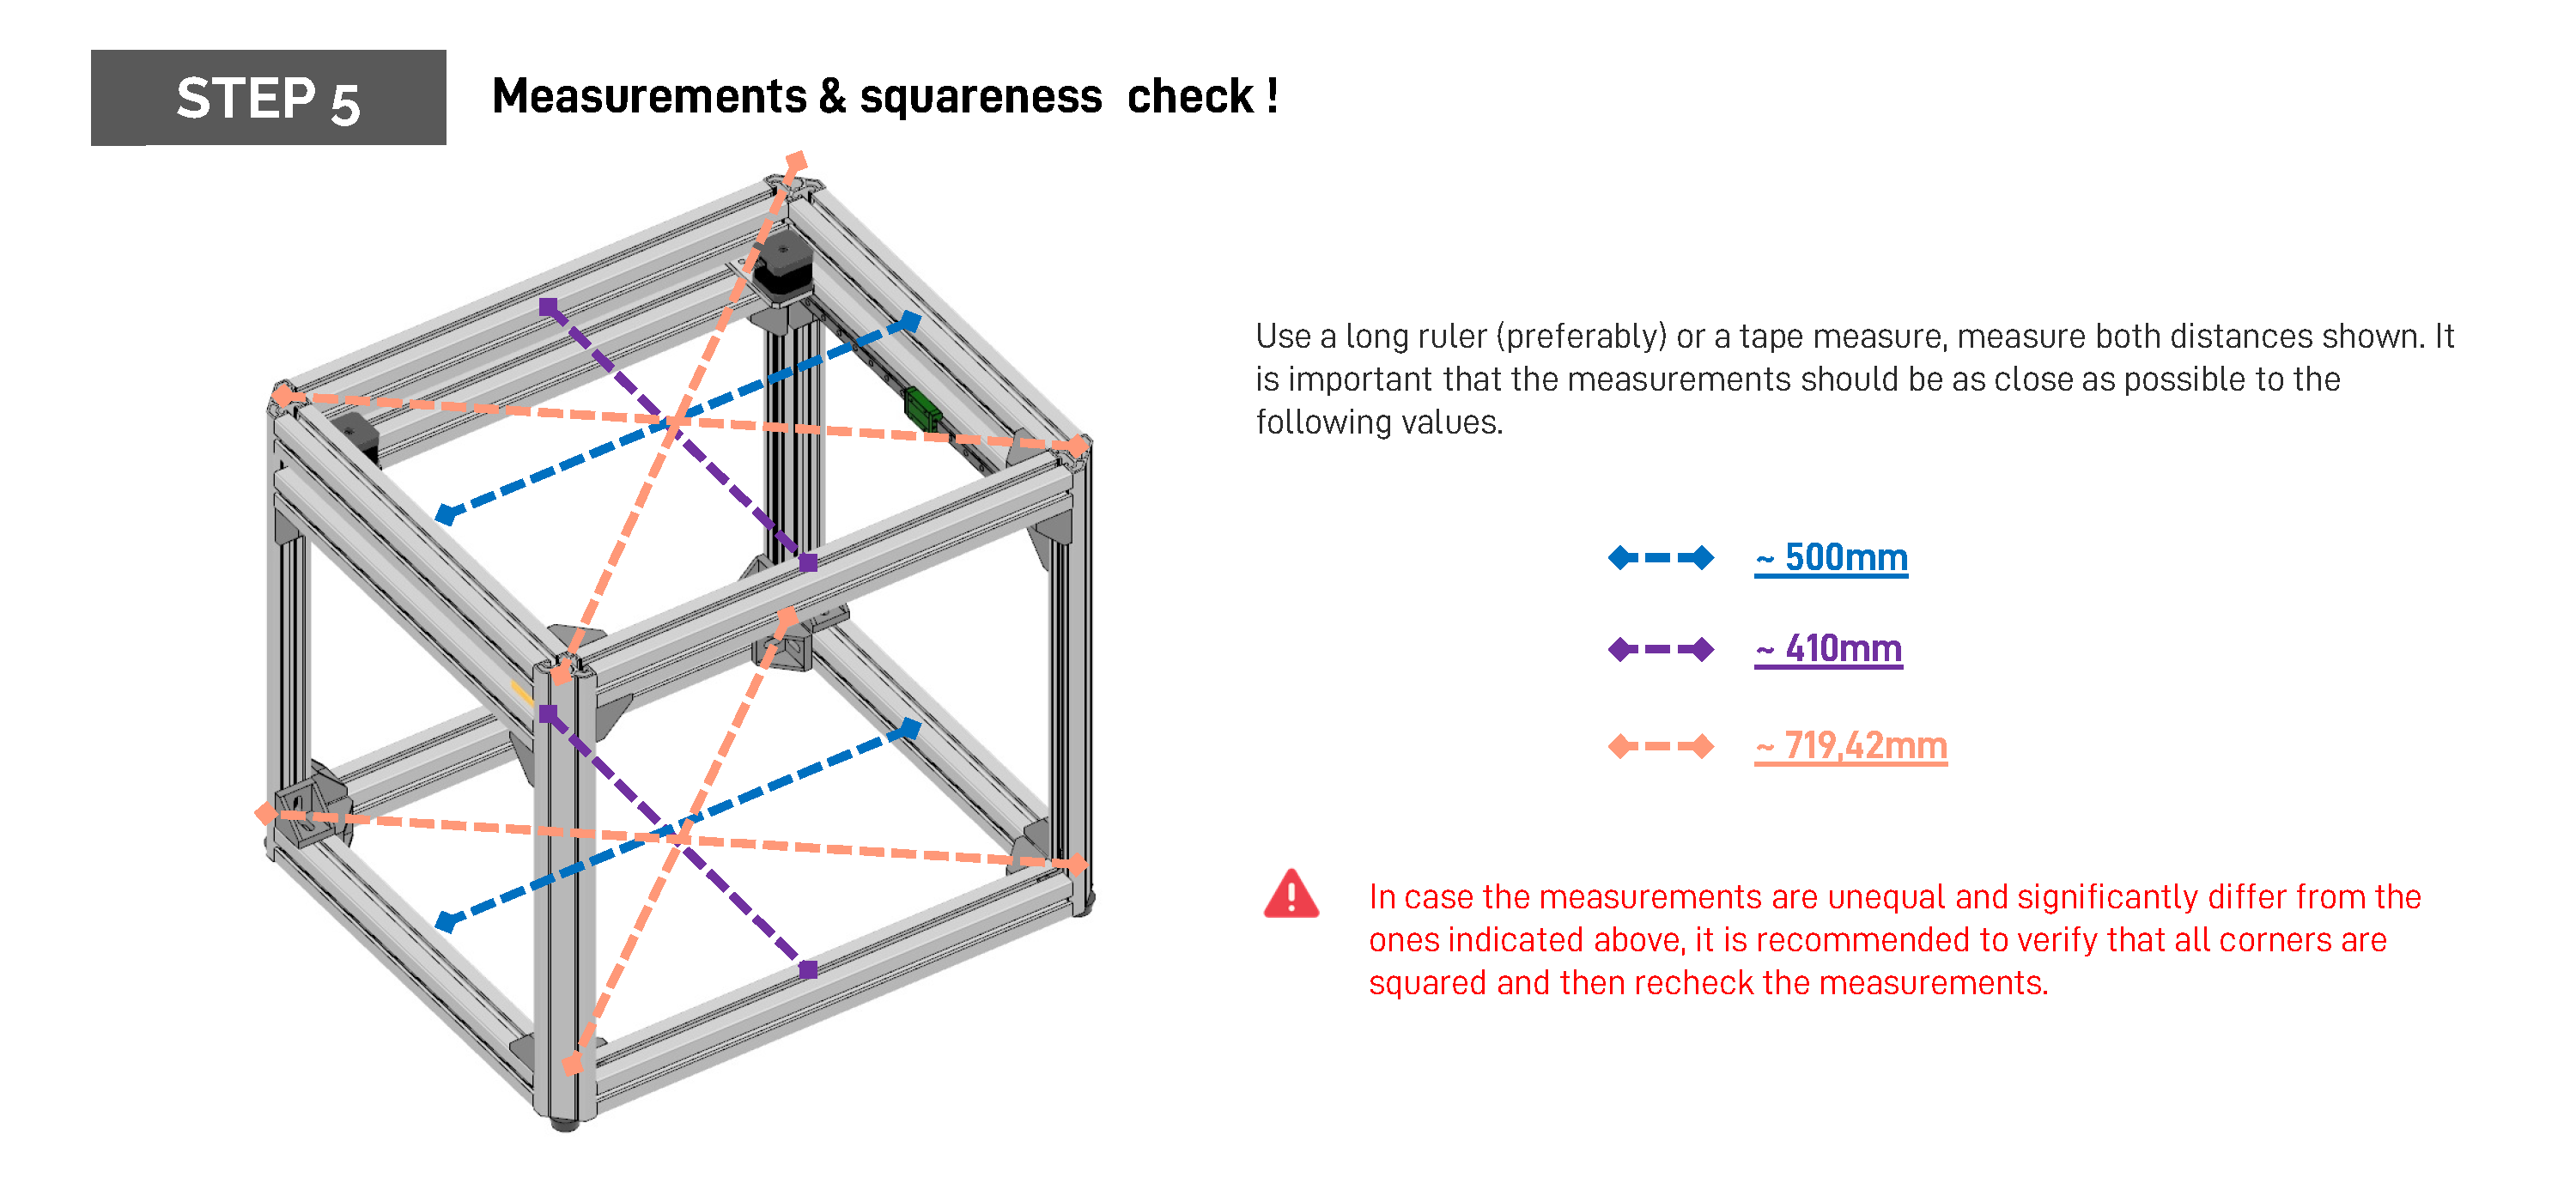 STEP 5
Measurements & squareness check !
Use a long ruler (preferably) or a tape measure, measure both distances shown. It
is important that the measurements should be as close as possible to the
following values.
~ 500mm
~ 410mm
~ 719,42mm
In case the measurements are unequal and significantly differ from the
ones indicated above, it is recommended to verify that all corners are
squared and then recheck the measurements.